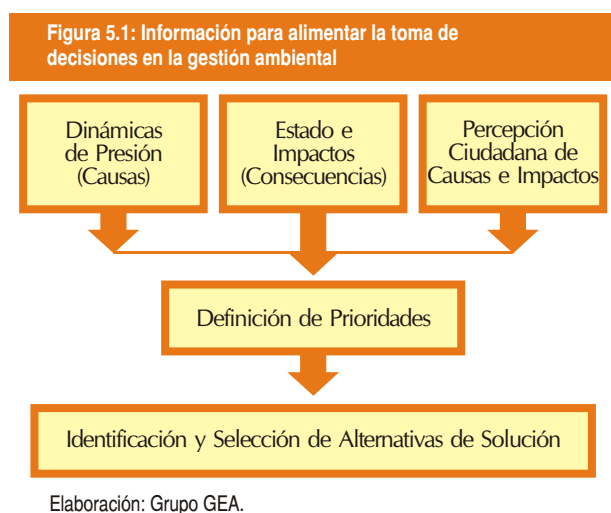 Figura 5.1: Información para alimentar la toma de
decisiones en la gestión ambiental
Dinámicas
de Presión
(Causas)
Estado e
Impactos
(Consecuencias)
Percepción
Ciudadana de
Causas e Impactos
Definición de Prioridades
Identificación y Selección de Alternativas de Solución
Elaboración: Grupo GEA.